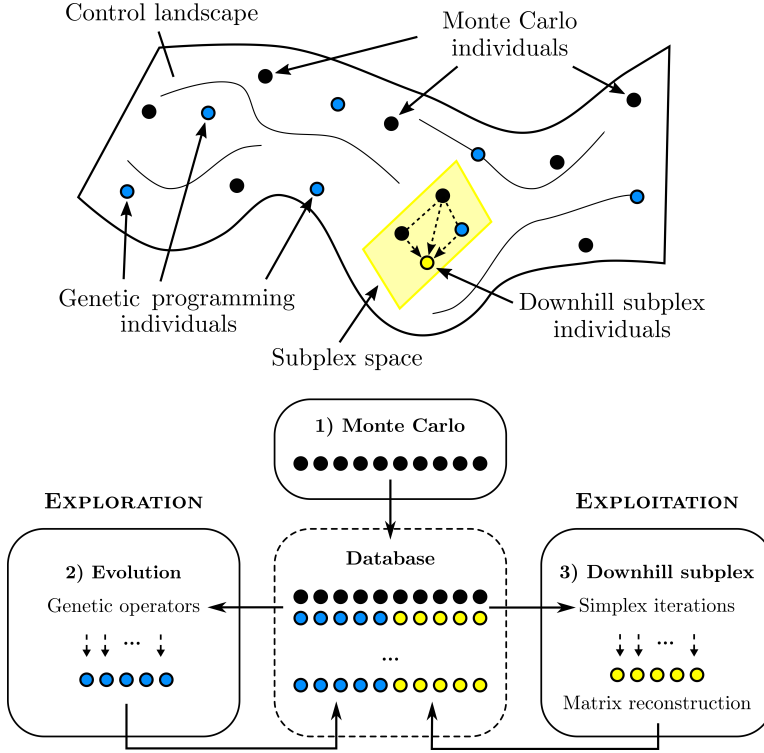 Control landscape
Monte Carlo
individuals
Genetic programming
individuals
Downhill subplex
individuals
Subplex space
1) Monte Carlo
EXPLORATION
EXPLOITATION
Database
2) Evolution
Genetic operators
...
3) Downhill subplex
Simplex iterations
...
Matrix reconstruction
...